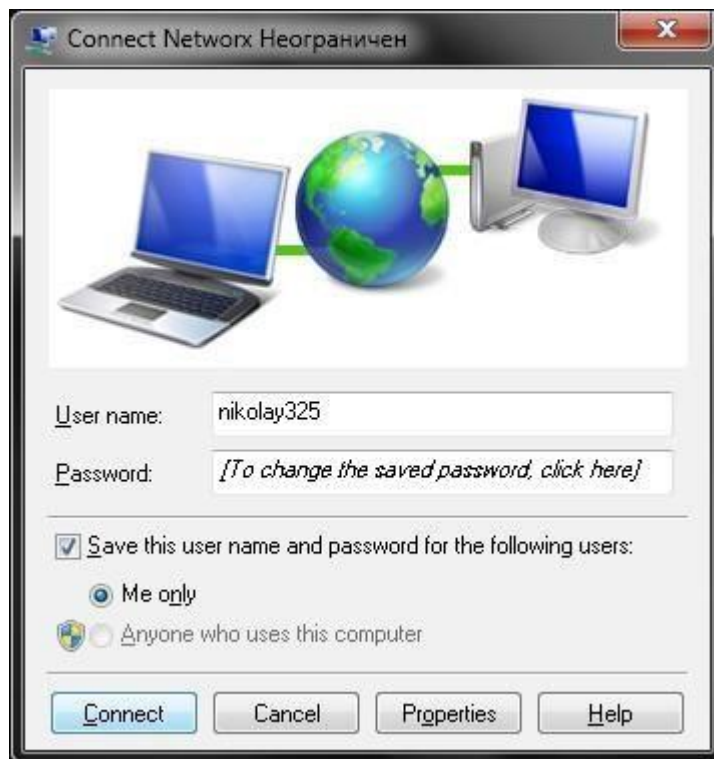 Connect Networx Неограничен
User name: nikolay325
Password: [To change the saved password, click here]
Save this user name and password for the following users:
Me only
Anyone who uses this computer
Connect Cancel Properties Help